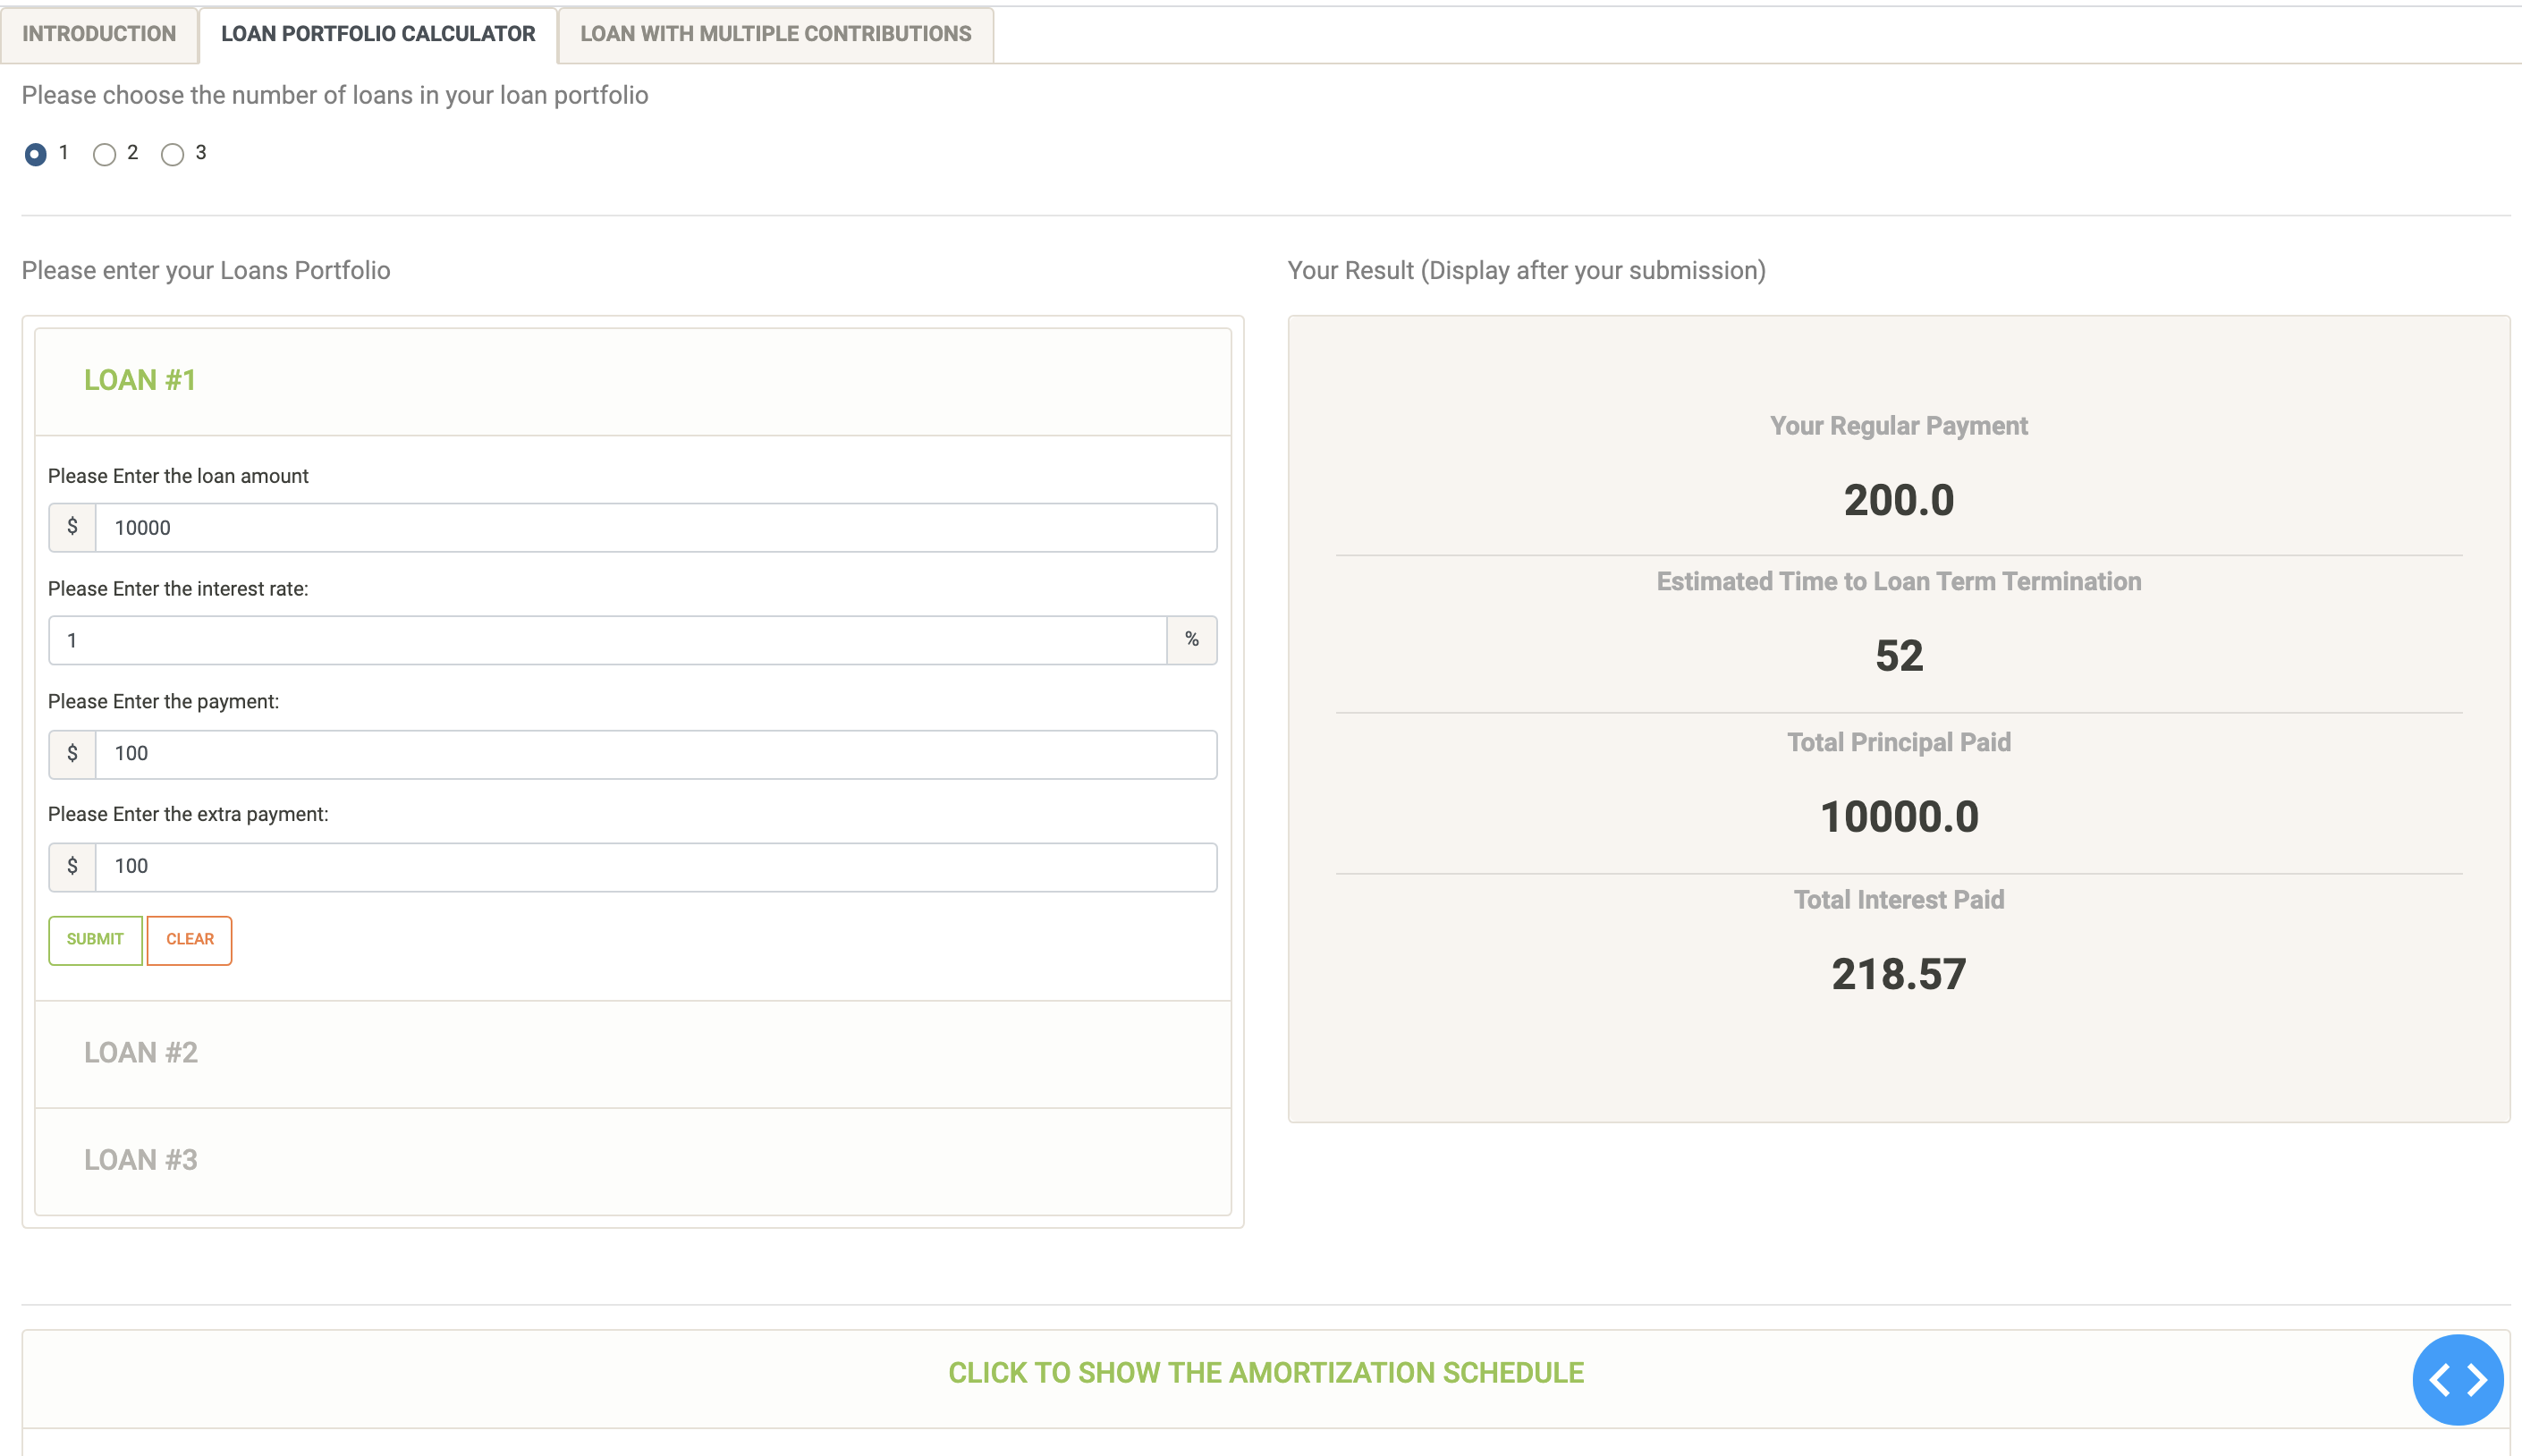 INTRODUCTION
LOAN PORTFOLIO CALCULATOR
LOAN WITH MULTIPLE CONTRIBUTIONS
Please choose the number of loans in your loan portfolio
1 2 3
Please enter your Loans Portfolio
LOAN #1
Please Enter the loan amount
$ 10000
Please Enter the interest rate:
1 %
Please Enter the payment:
$ 100
Please Enter the extra payment:
$ 100
SUBMIT CLEAR
LOAN #2
LOAN #3
Your Result (Display after your submission)
Your Regular Payment
200.0
Estimated Time to Loan Term Termination
52
Total Principal Paid
10000.0
Total Interest Paid
218.57
CLICK TO SHOW THE AMORTIZATION SCHEDULE